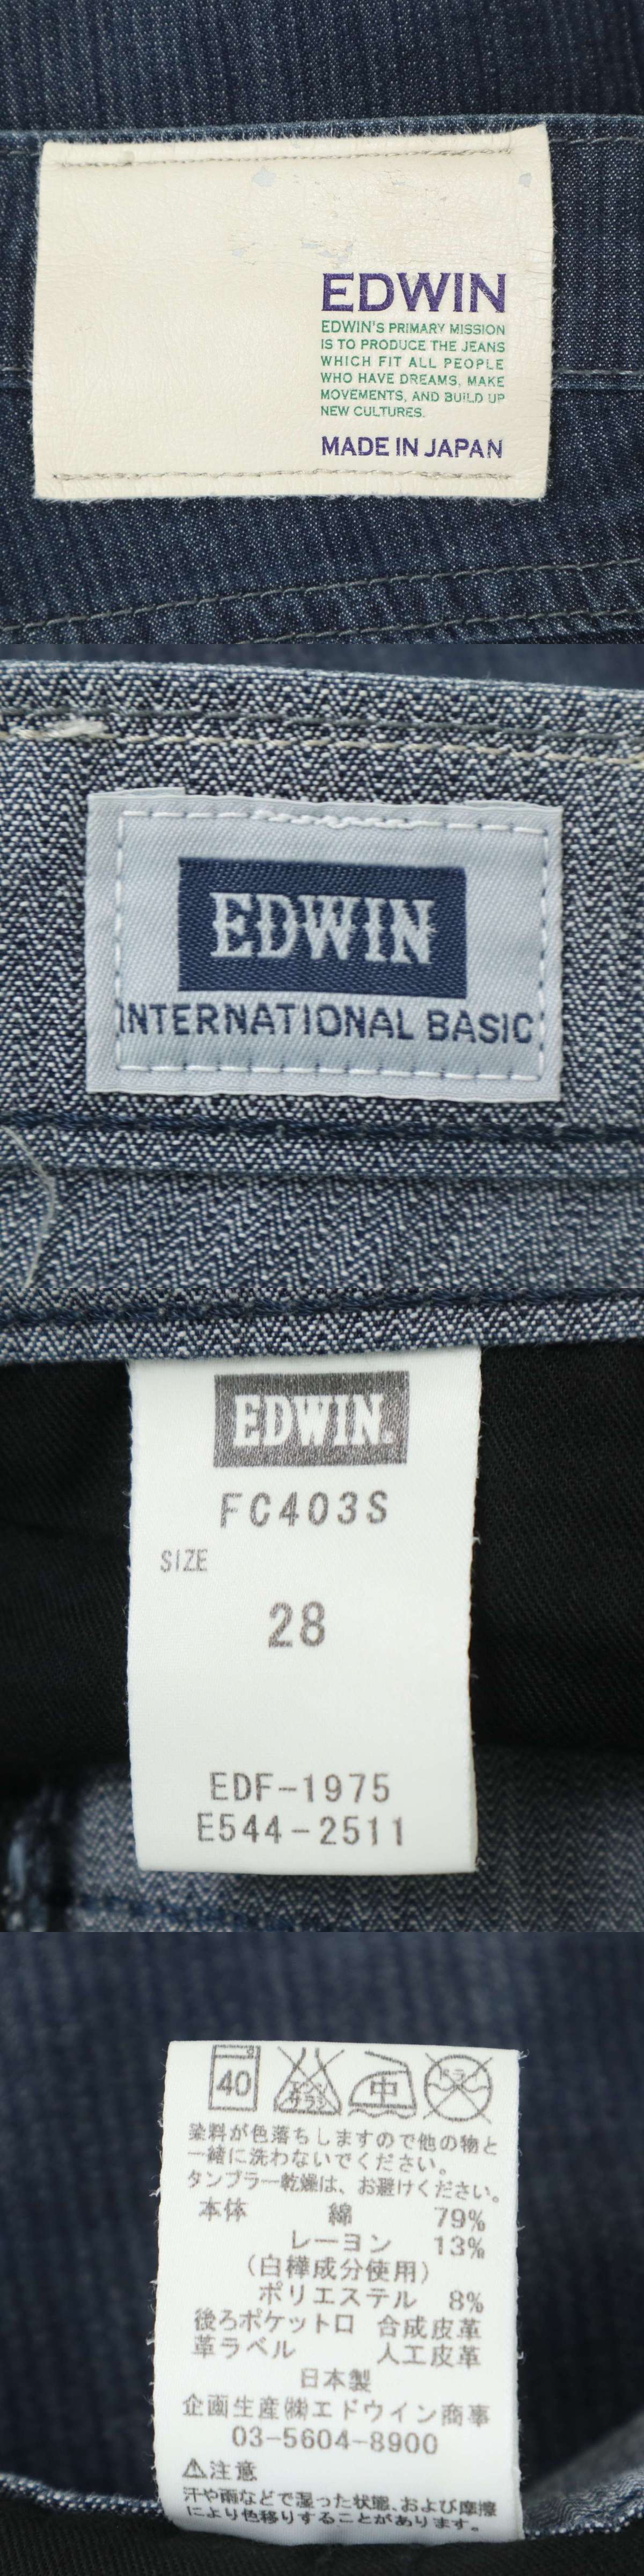 EDWIN
EDWIN'S PRIMARY MISSION
IS TO PRODUCE THE JEANS
WHICH FIT ALL PEOPLE
WHO HAVE DREAMS, MAKE
MOVEMENTS, AND BUILD UP
NEW CULTURES.
MADE IN JAPAN
EDWIN
INTERNATIONAL BASIC
EDWIN.
FC403S
SIZE
28
EDF-1975
E544-2511
40 エンソ サラシ 中 ドライ
染料が色落ちしますので他の物と
一緒に洗わないでください。
タンブラー乾燥は、お避けください。
本体 綿 79%
レーヨン 13%
(白樺成分使用)
ポリエステル 8%
後ろポケット口 合成皮革
革ラベル 人工皮革
日本製
企画生産㈱エドウイン商事
03-5604-8900
⚠注意
汗や雨などで湿った状態、および摩擦
により色移りすることがあります。